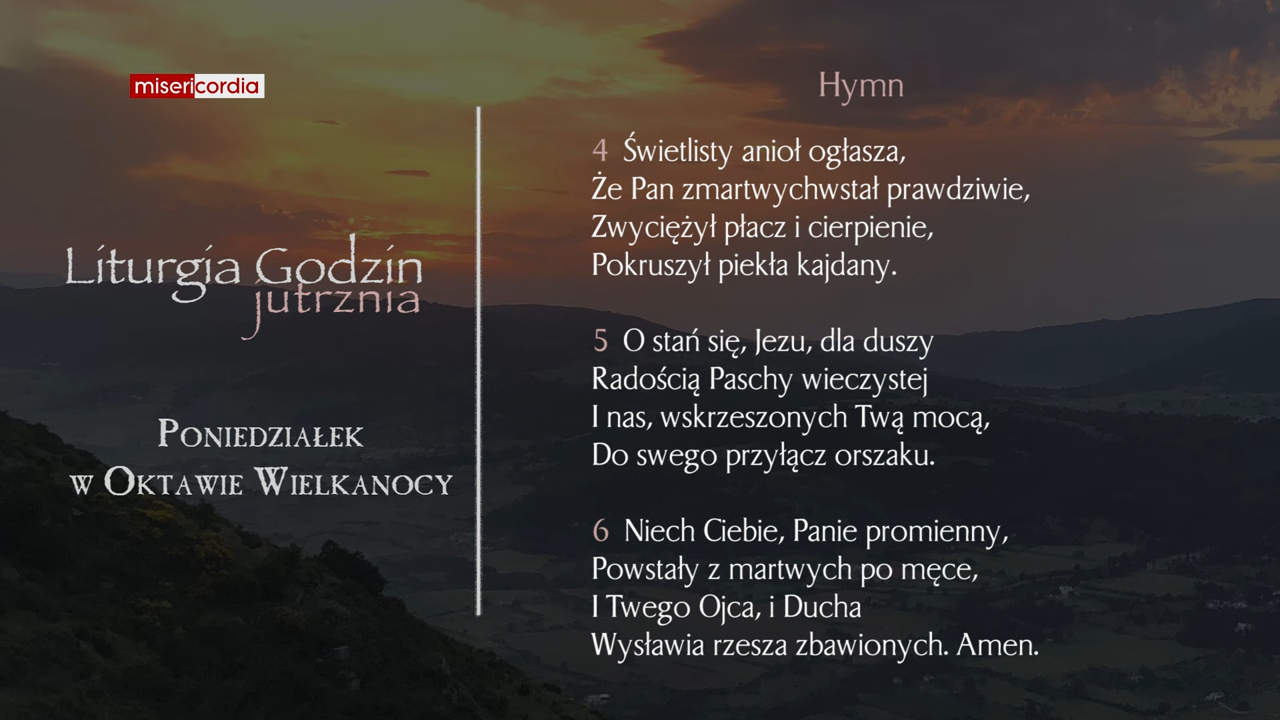 misericordia
Liturgia Godzin
jutrznia
Poniedziałek
w Oktawie Wielkanocy
Hymn
4 Świetlisty anioł ogłasza,
Że Pan zmartwychwstał prawdziwie,
Zwyciężył płacz i cierpienie,
Pokruszył piekła kajdany.
5 O stań się, Jezu, dla duszy
Radością Paschy wieczystej
I nas, wskrzeszonych Twą mocą,
Do swego przyłącz orszaku.
6 Niech Ciebie, Panie promienny,
Powstały z martwych po męce,
I Twego Ojca, i Ducha
Wysławia rzesza zbawionych. Amen.